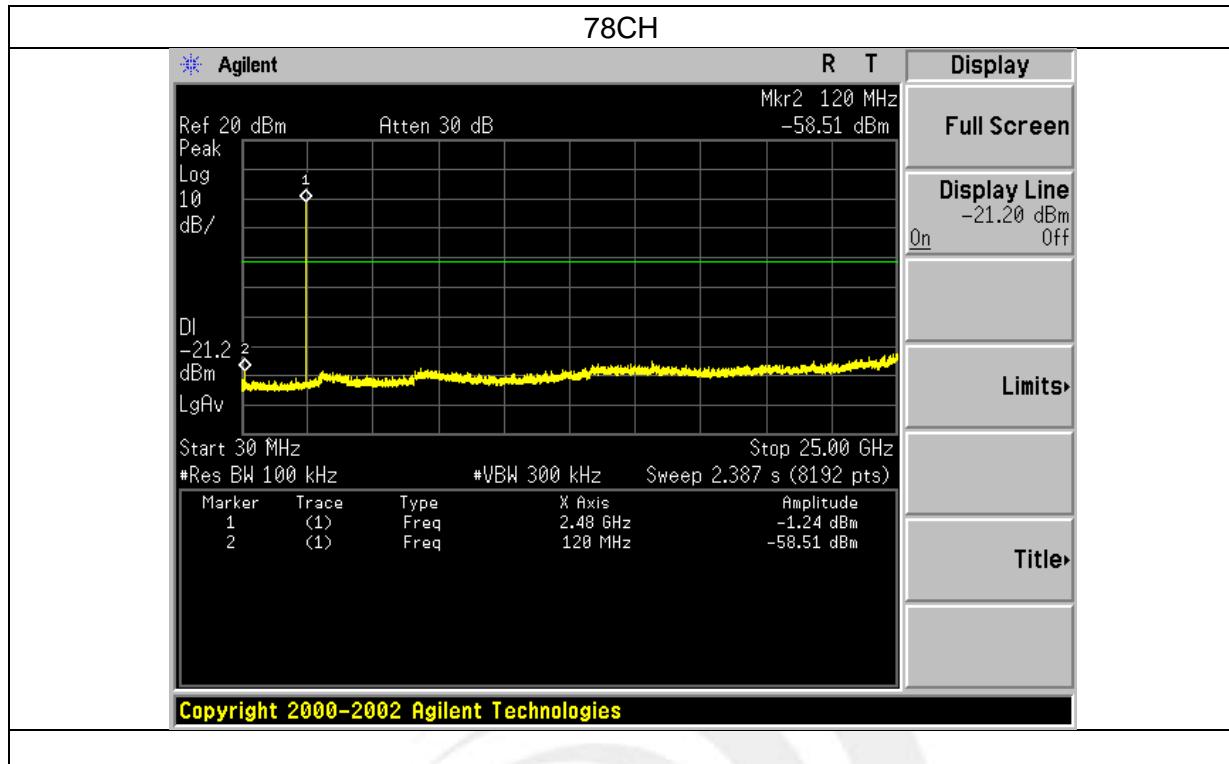 78CH
Agilent R T Display
Mkr2 120 MHz
Ref 20 dBm Atten 30 dB -58.51 dBm
Peak
Log
10
dB/
DI
-21.2
dBm
LgAv
1
2
Start 30 MHz Stop 25.00 GHz
#Res BW 100 kHz #VBW 300 kHz Sweep 2.387 s (8192 pts)
Marker Trace Type X Axis Amplitude
1 (1) Freq 2.48 GHz -1.24 dBm
2 (1) Freq 120 MHz -58.51 dBm
Full Screen
Display Line
-21.20 dBm
On Off
Limits
Title
Copyright 2000-2002 Agilent Technologies